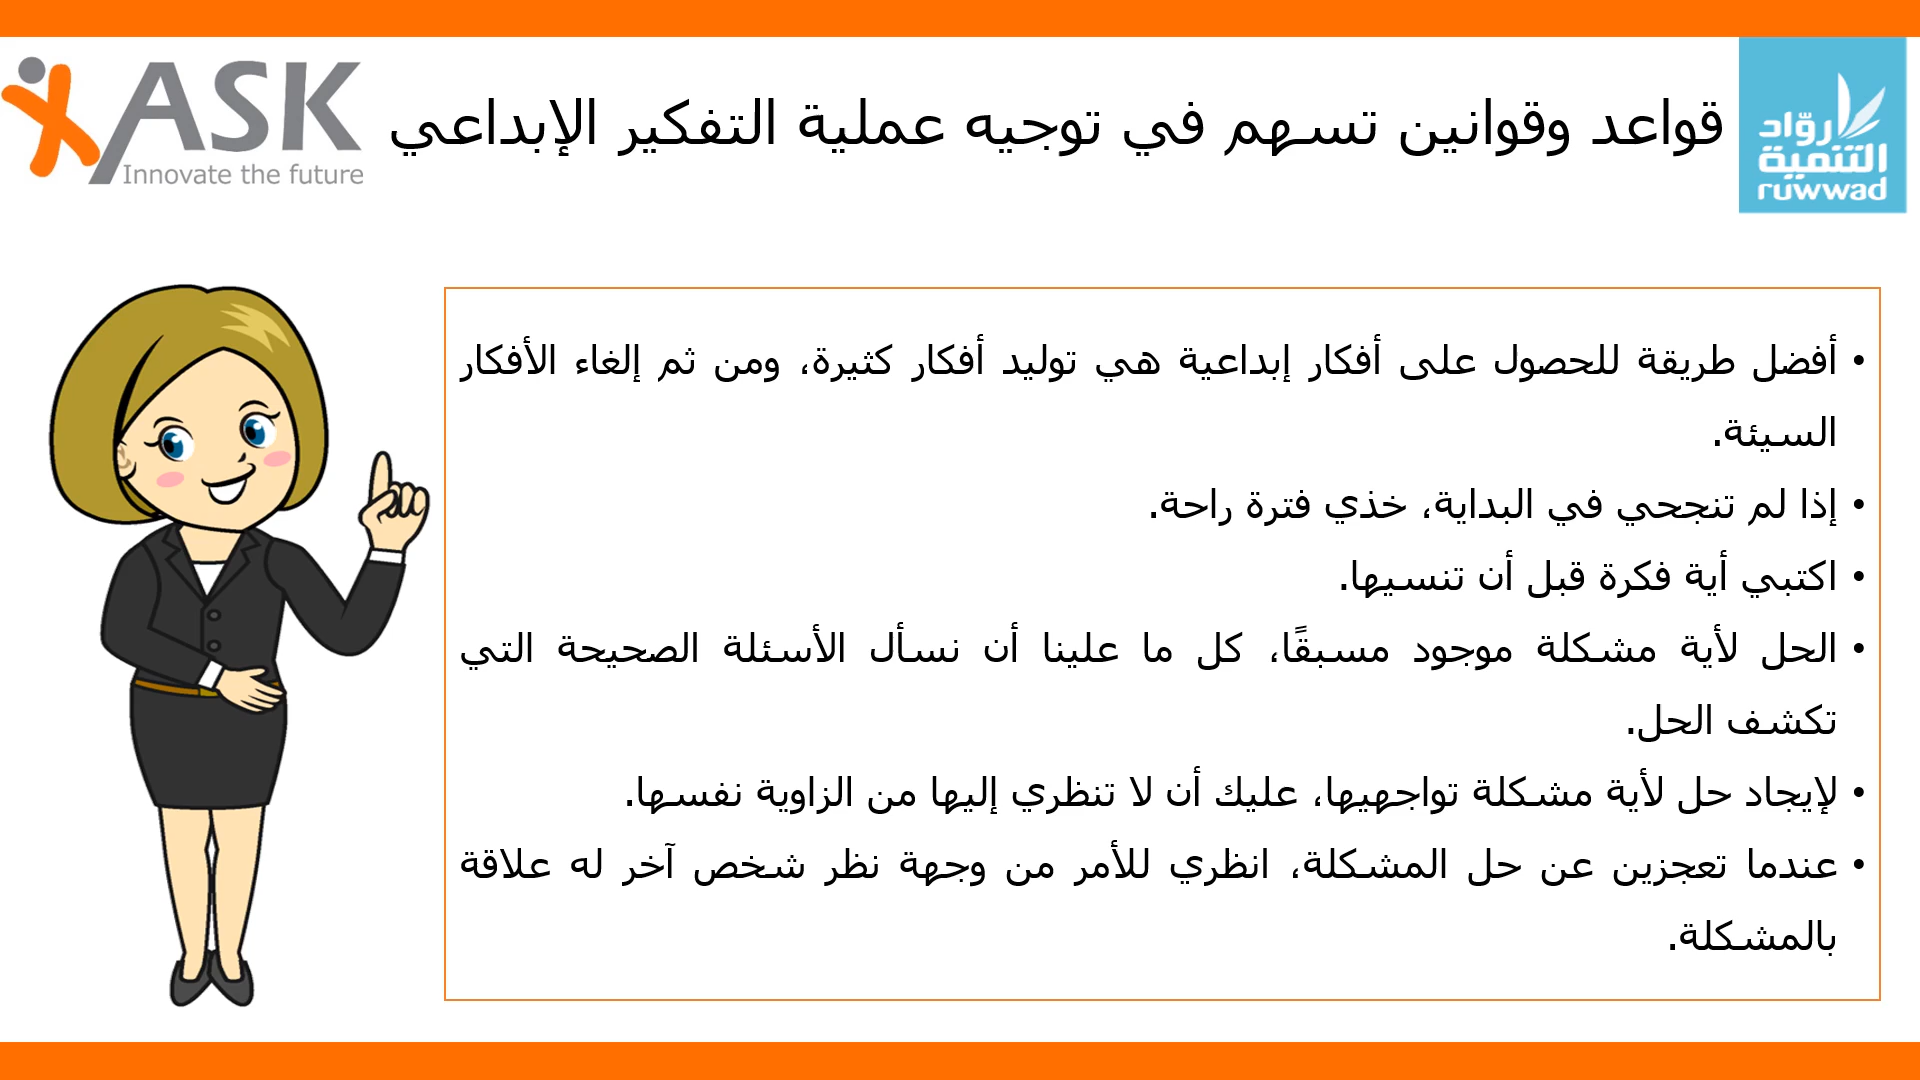 ASK
Innovate the future
قواعد وقوانين تسهم في توجيه عملية التفكير الإبداعي
روّاد
التنمية
ruwwad
• أفضل طريقة للحصول على أفكار إبداعية هي توليد أفكار كثيرة، ومن ثم إلغاء الأفكار
السيئة.
• إذا لم تنجحي في البداية، خذي فترة راحة.
• اكتبي أية فكرة قبل أن تنسيها.
• الحل لأية مشكلة موجود مسبقًا، كل ما علينا أن نسأل الأسئلة الصحيحة التي
تكشف الحل.
• لإيجاد حل لأية مشكلة تواجهيها، عليك أن لا تنظري إليها من الزاوية نفسها.
• عندما تعجزين عن حل المشكلة، انظري للأمر من وجهة نظر شخص آخر له علاقة
بالمشكلة.